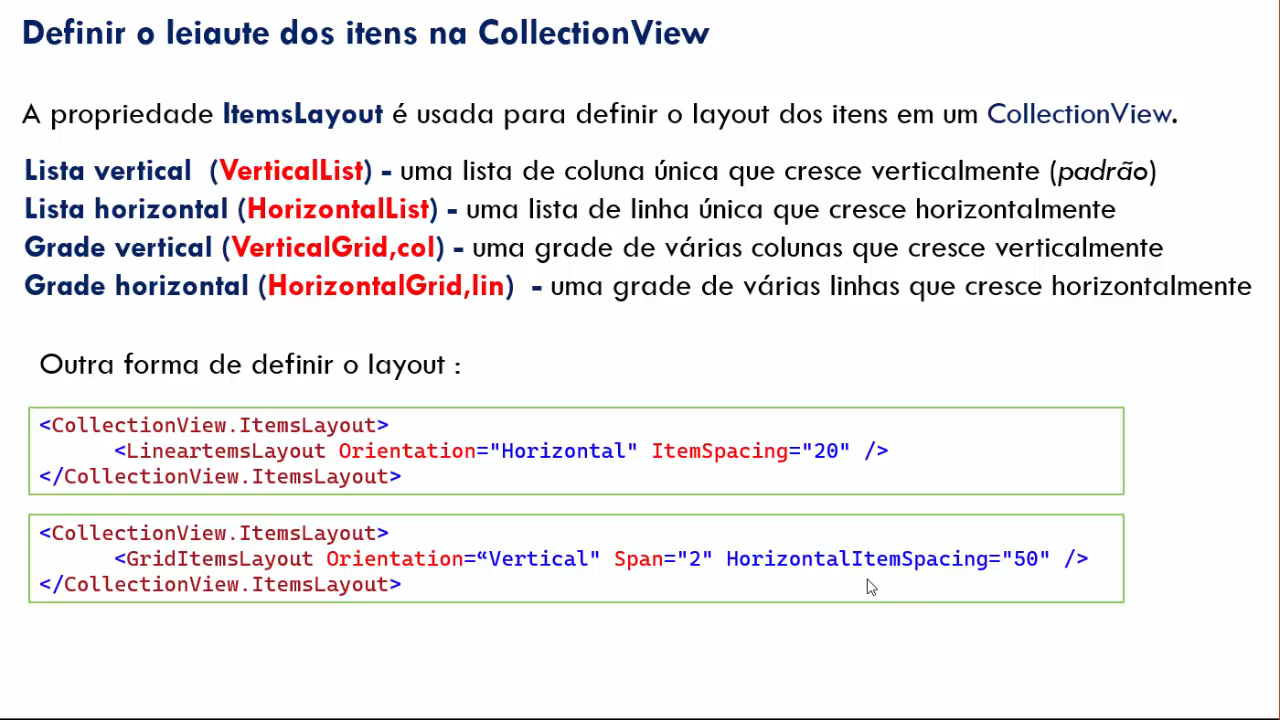 Definir o leiaute dos itens na CollectionView
A propriedade ItemsLayout é usada para definir o layout dos itens em um CollectionView.
Lista vertical (VerticalList) - uma lista de coluna única que cresce verticalmente (padrão)
Lista horizontal (HorizontalList) - uma lista de linha única que cresce horizontalmente
Grade vertical (VerticalGrid,col) - uma grade de várias colunas que cresce verticalmente
Grade horizontal (HorizontalGrid,lin) - uma grade de várias linhas que cresce horizontalmente
Outra forma de definir o layout :
<CollectionView.ItemsLayout>
<LineartemsLayout Orientation="Horizontal" ItemSpacing="20" />
</CollectionView.ItemsLayout>
<CollectionView.ItemsLayout>
<GridItemsLayout Orientation=“Vertical" Span="2" HorizontalItemSpacing="50" />
</CollectionView.ItemsLayout>